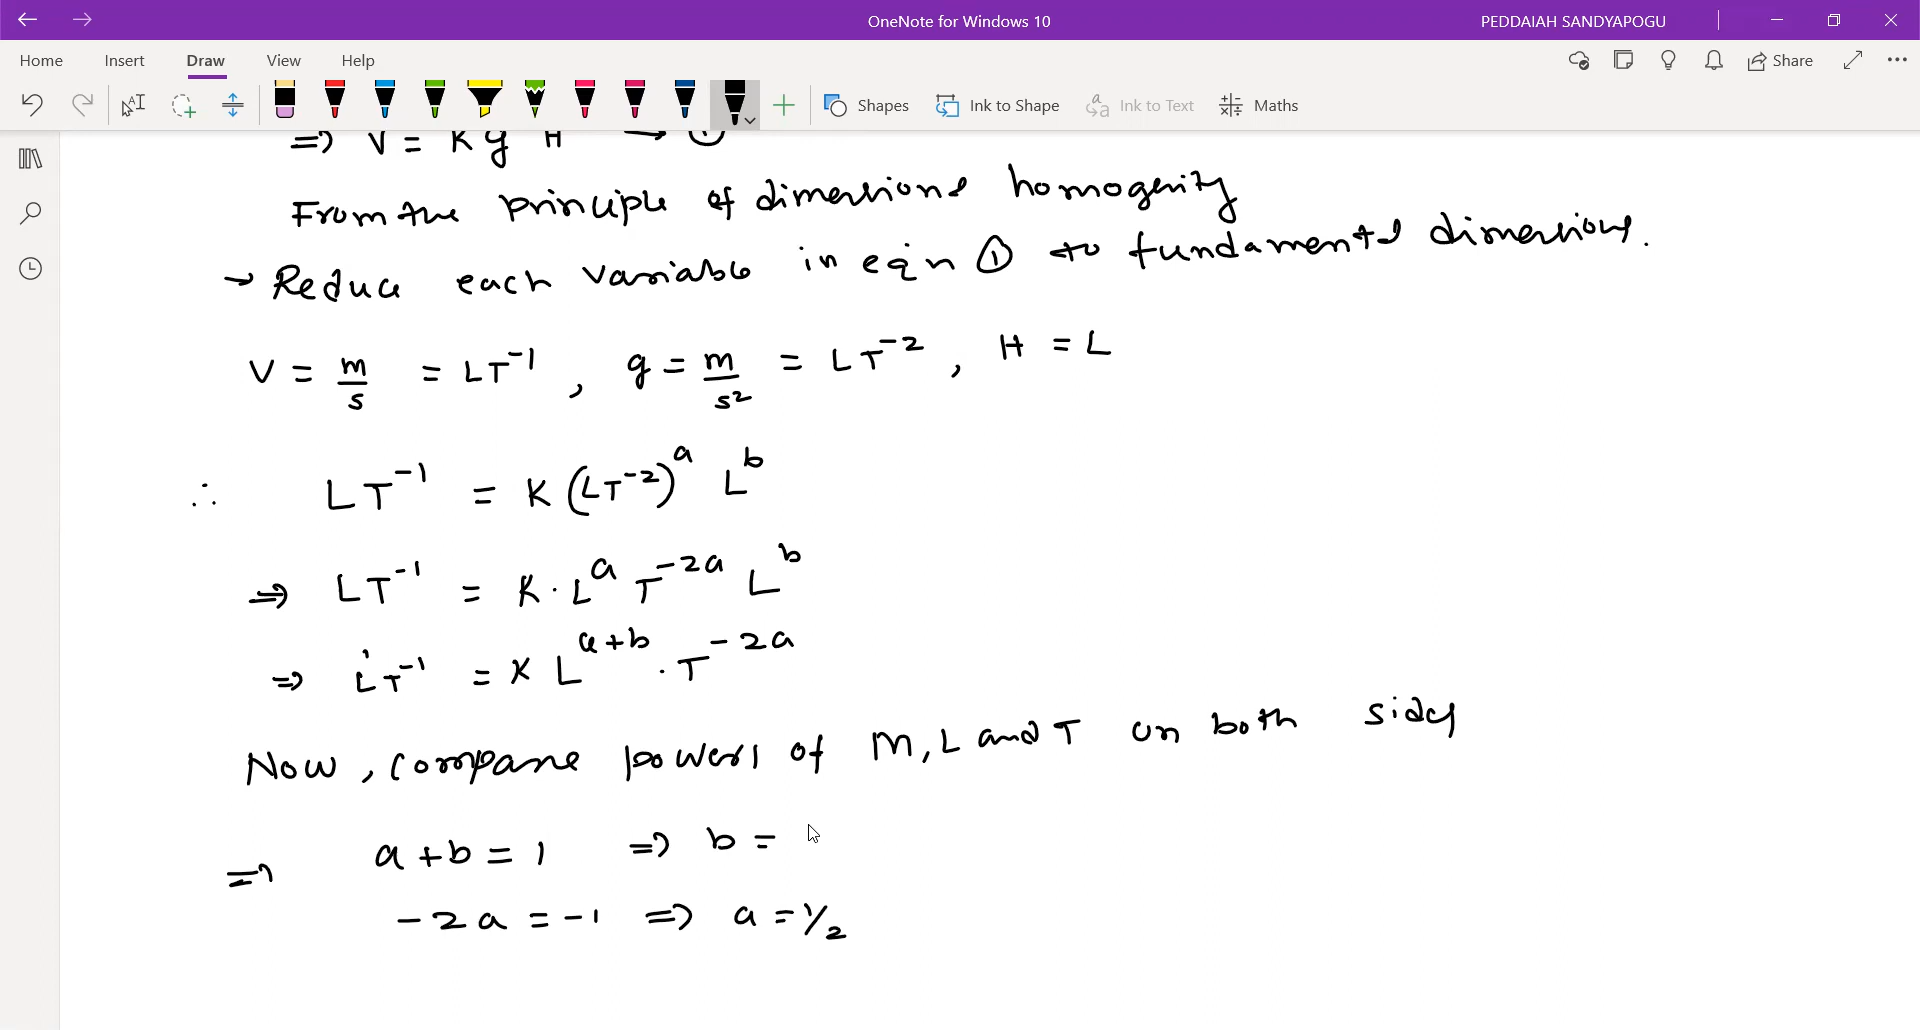 OneNote for Windows 10
PEDDAIAH SANDYAPOGU
Home Insert Draw View Help
Share
Shapes
Ink to Shape
Ink to Text
Maths
=> V = K g H → ①
From the principle of dimensional homogenity
→ Reduce each variable in eqn ① to fundamental dimensions.
V = m/s = LT⁻¹ , g = m/s² = LT⁻² , H = L
∴ LT⁻¹ = K (LT⁻²)ᵃ Lᵇ
=> LT⁻¹ = K · Lᵃ T⁻²ᵃ Lᵇ
=> L¹T⁻¹ = K Lᵃ⁺ᵇ · T⁻²ᵃ
Now, compare powers of M, L and T on both sides
=> a + b = 1 => b =
-2a = -1 => a = 1/2